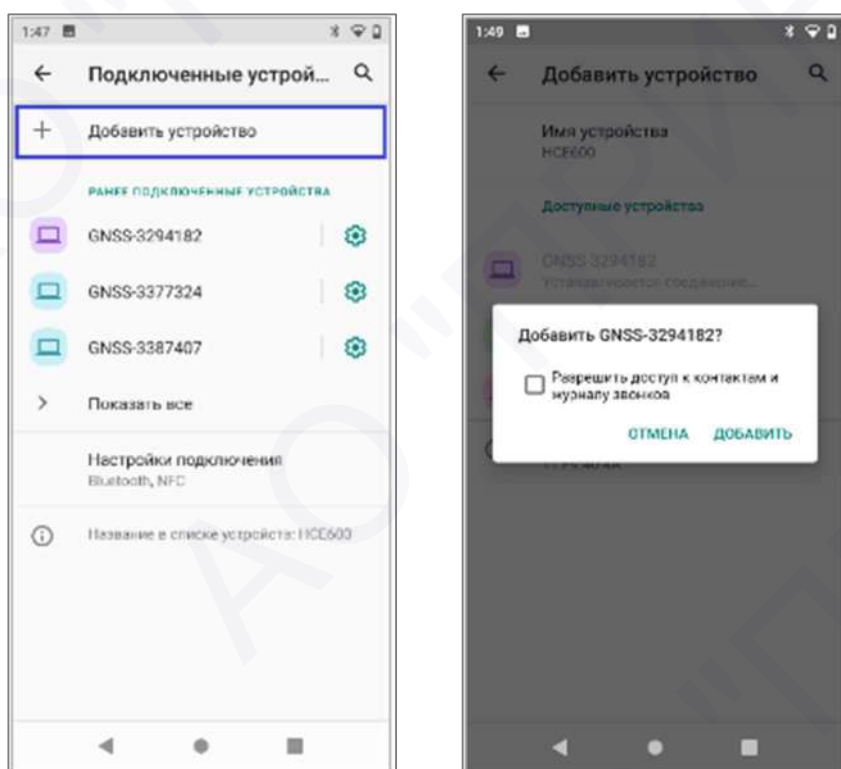 1:47
Подключенные устрой...
Добавить устройство
РАНЕЕ ПОДКЛЮЧЕННЫЕ УСТРОЙСТВА
GNSS-3294182
GNSS-3377324
GNSS-3387407
Показать все
Настройки подключения
Bluetooth, NFC
Название в списке устройств: HCE600
1:49
Добавить устройство
Имя устройства
HCE600
Доступные устройства
GNSS-3294182
Устанавливается соединение...
Добавить GNSS-3294182?
Разрешить доступ к контактам и
журналу звонков
ОТМЕНА ДОБАВИТЬ